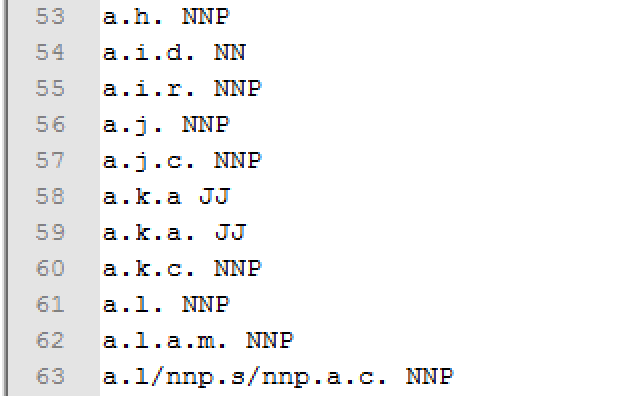 53 a.h. NNP
54 a.i.d. NN
55 a.i.r. NNP
56 a.j. NNP
57 a.j.c. NNP
58 a.k.a JJ
59 a.k.a. JJ
60 a.k.c. NNP
61 a.l. NNP
62 a.l.a.m. NNP
63 a.l/nnp.s/nnp.a.c. NNP